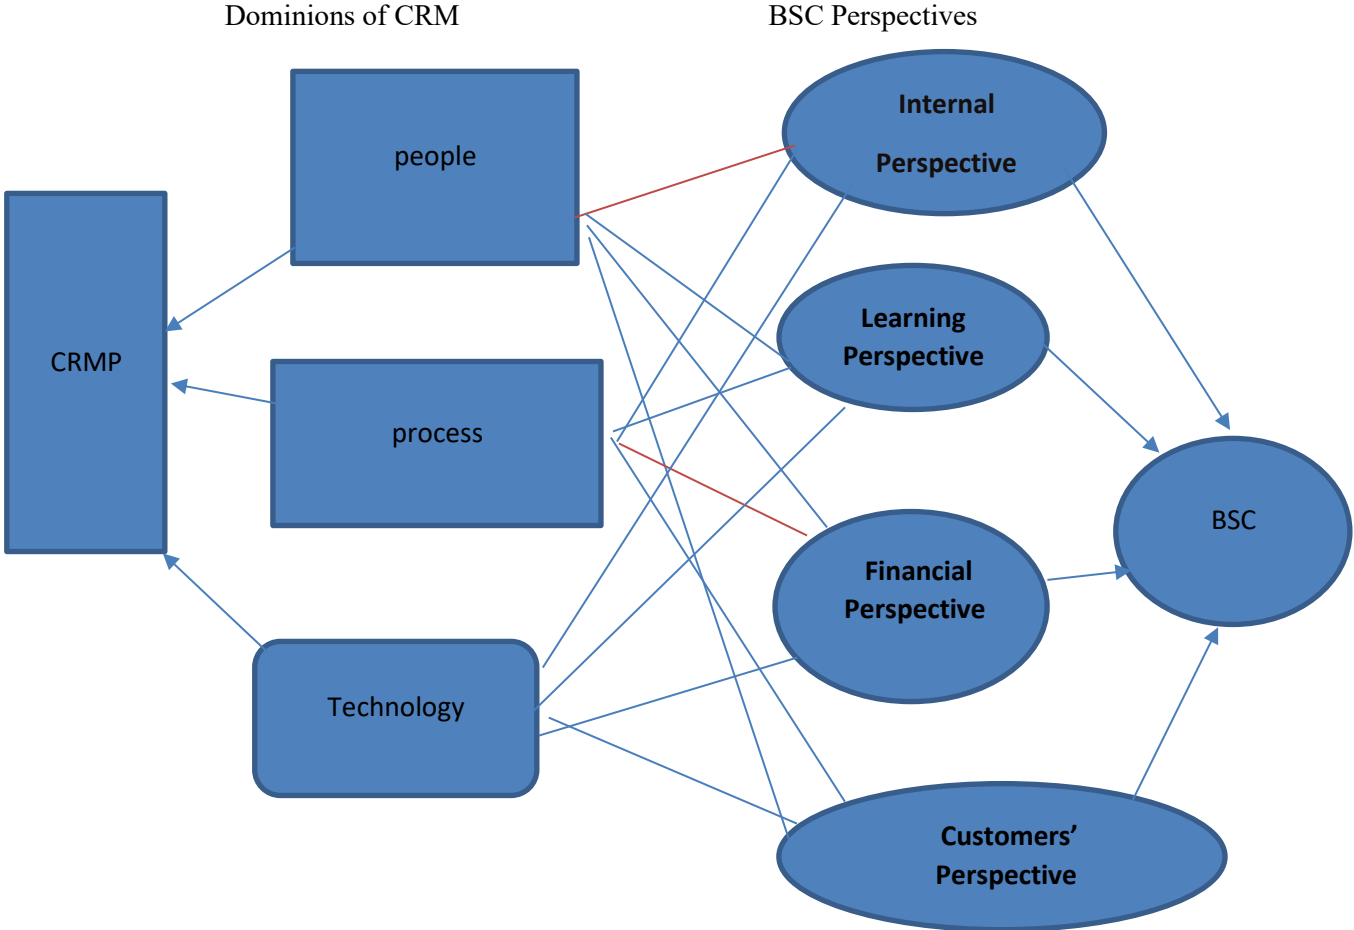 Dominions of CRM
BSC Perspectives
people
CRMP
process
Technology
Internal
Perspective
Learning
Perspective
Financial
Perspective
Customers’
Perspective
BSC